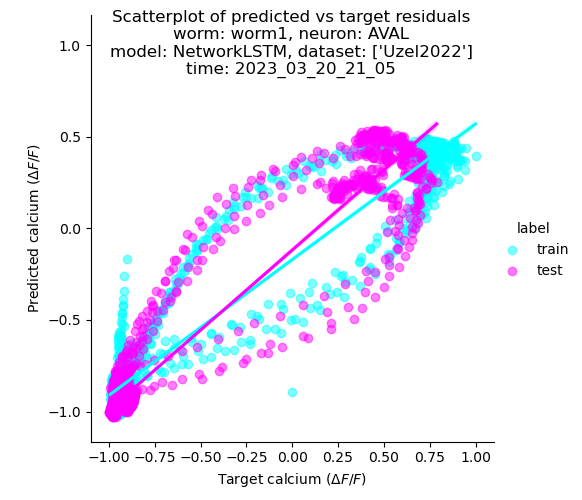 Scatterplot of predicted vs target residuals
worm: worm1, neuron: AVAL
model: NetworkLSTM, dataset: ['Uzel2022']
time: 2023_03_20_21_05
1.0
0.5
0.0
−0.5
−1.0
Predicted calcium (ΔF/F)
label
train
test
−1.00 −0.75 −0.50 −0.25 0.00 0.25 0.50 0.75 1.00
Target calcium (ΔF/F)